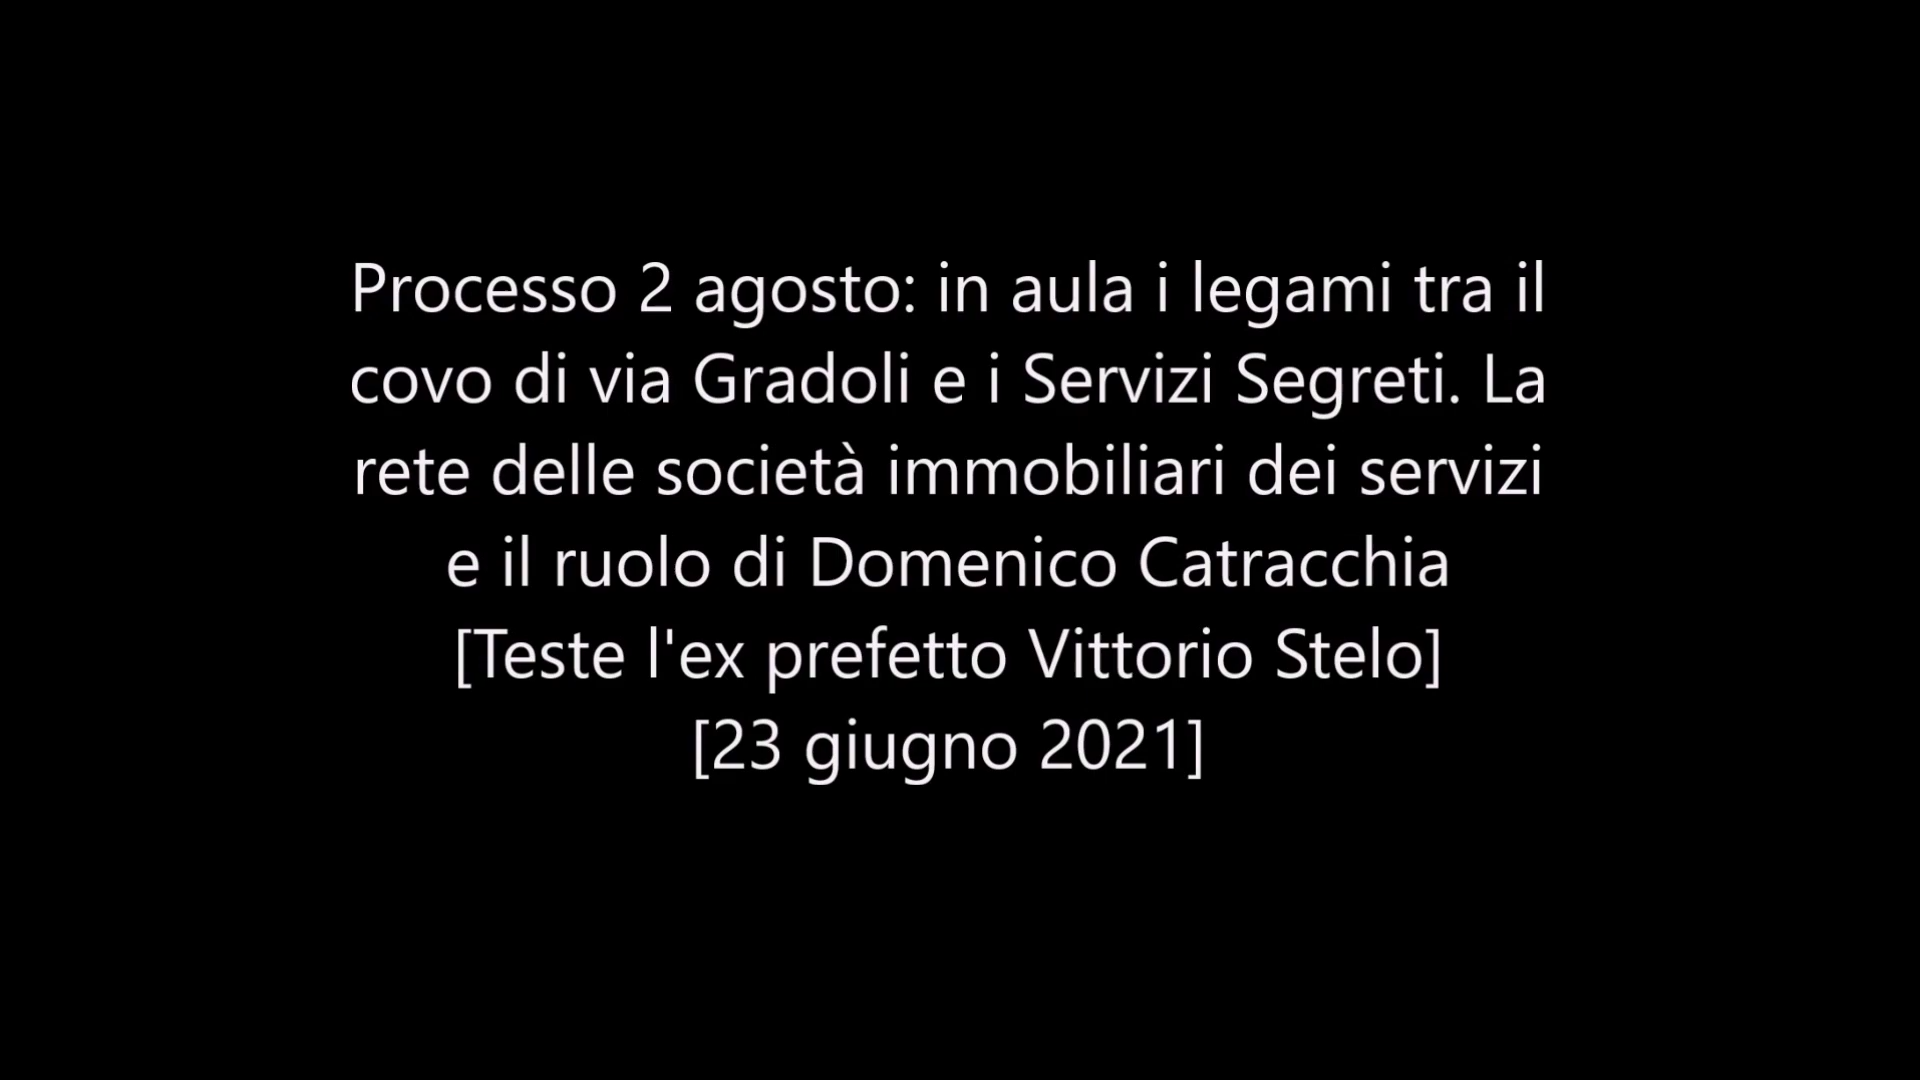 Processo 2 agosto: in aula i legami tra il
covo di via Gradoli e i Servizi Segreti. La
rete delle società immobiliari dei servizi
e il ruolo di Domenico Catracchia
[Teste l'ex prefetto Vittorio Stelo]
[23 giugno 2021]